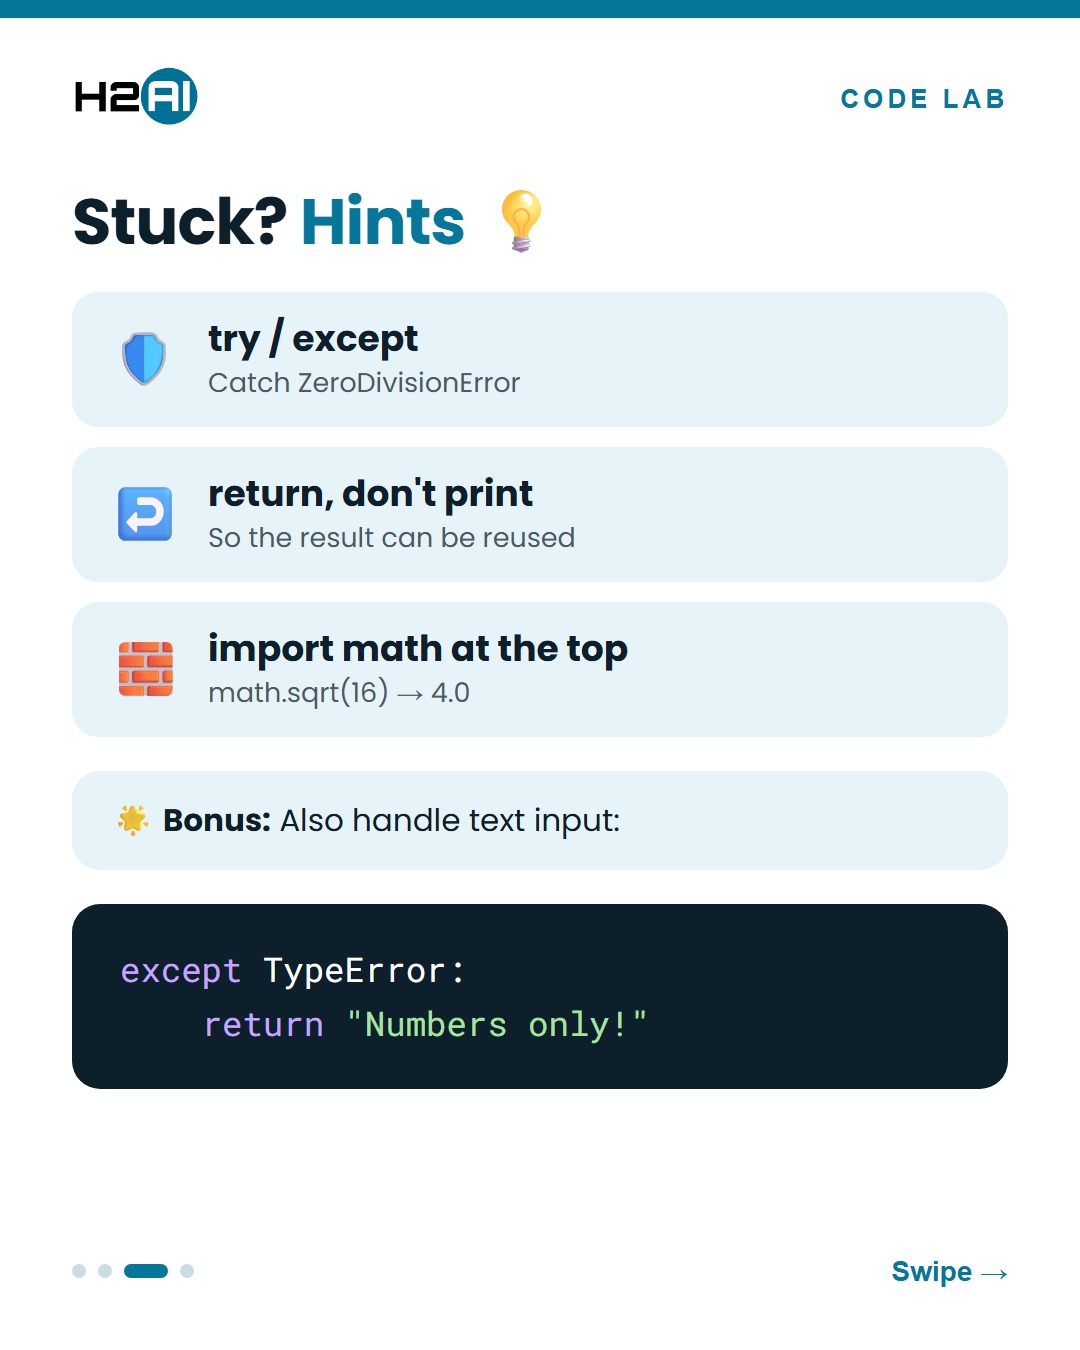 H2AI
CODE LAB
Stuck? Hints
try / except
Catch ZeroDivisionError
return, don't print
So the result can be reused
import math at the top
math.sqrt(16) → 4.0
Bonus: Also handle text input:
except TypeError:
    return "Numbers only!"
Swipe →